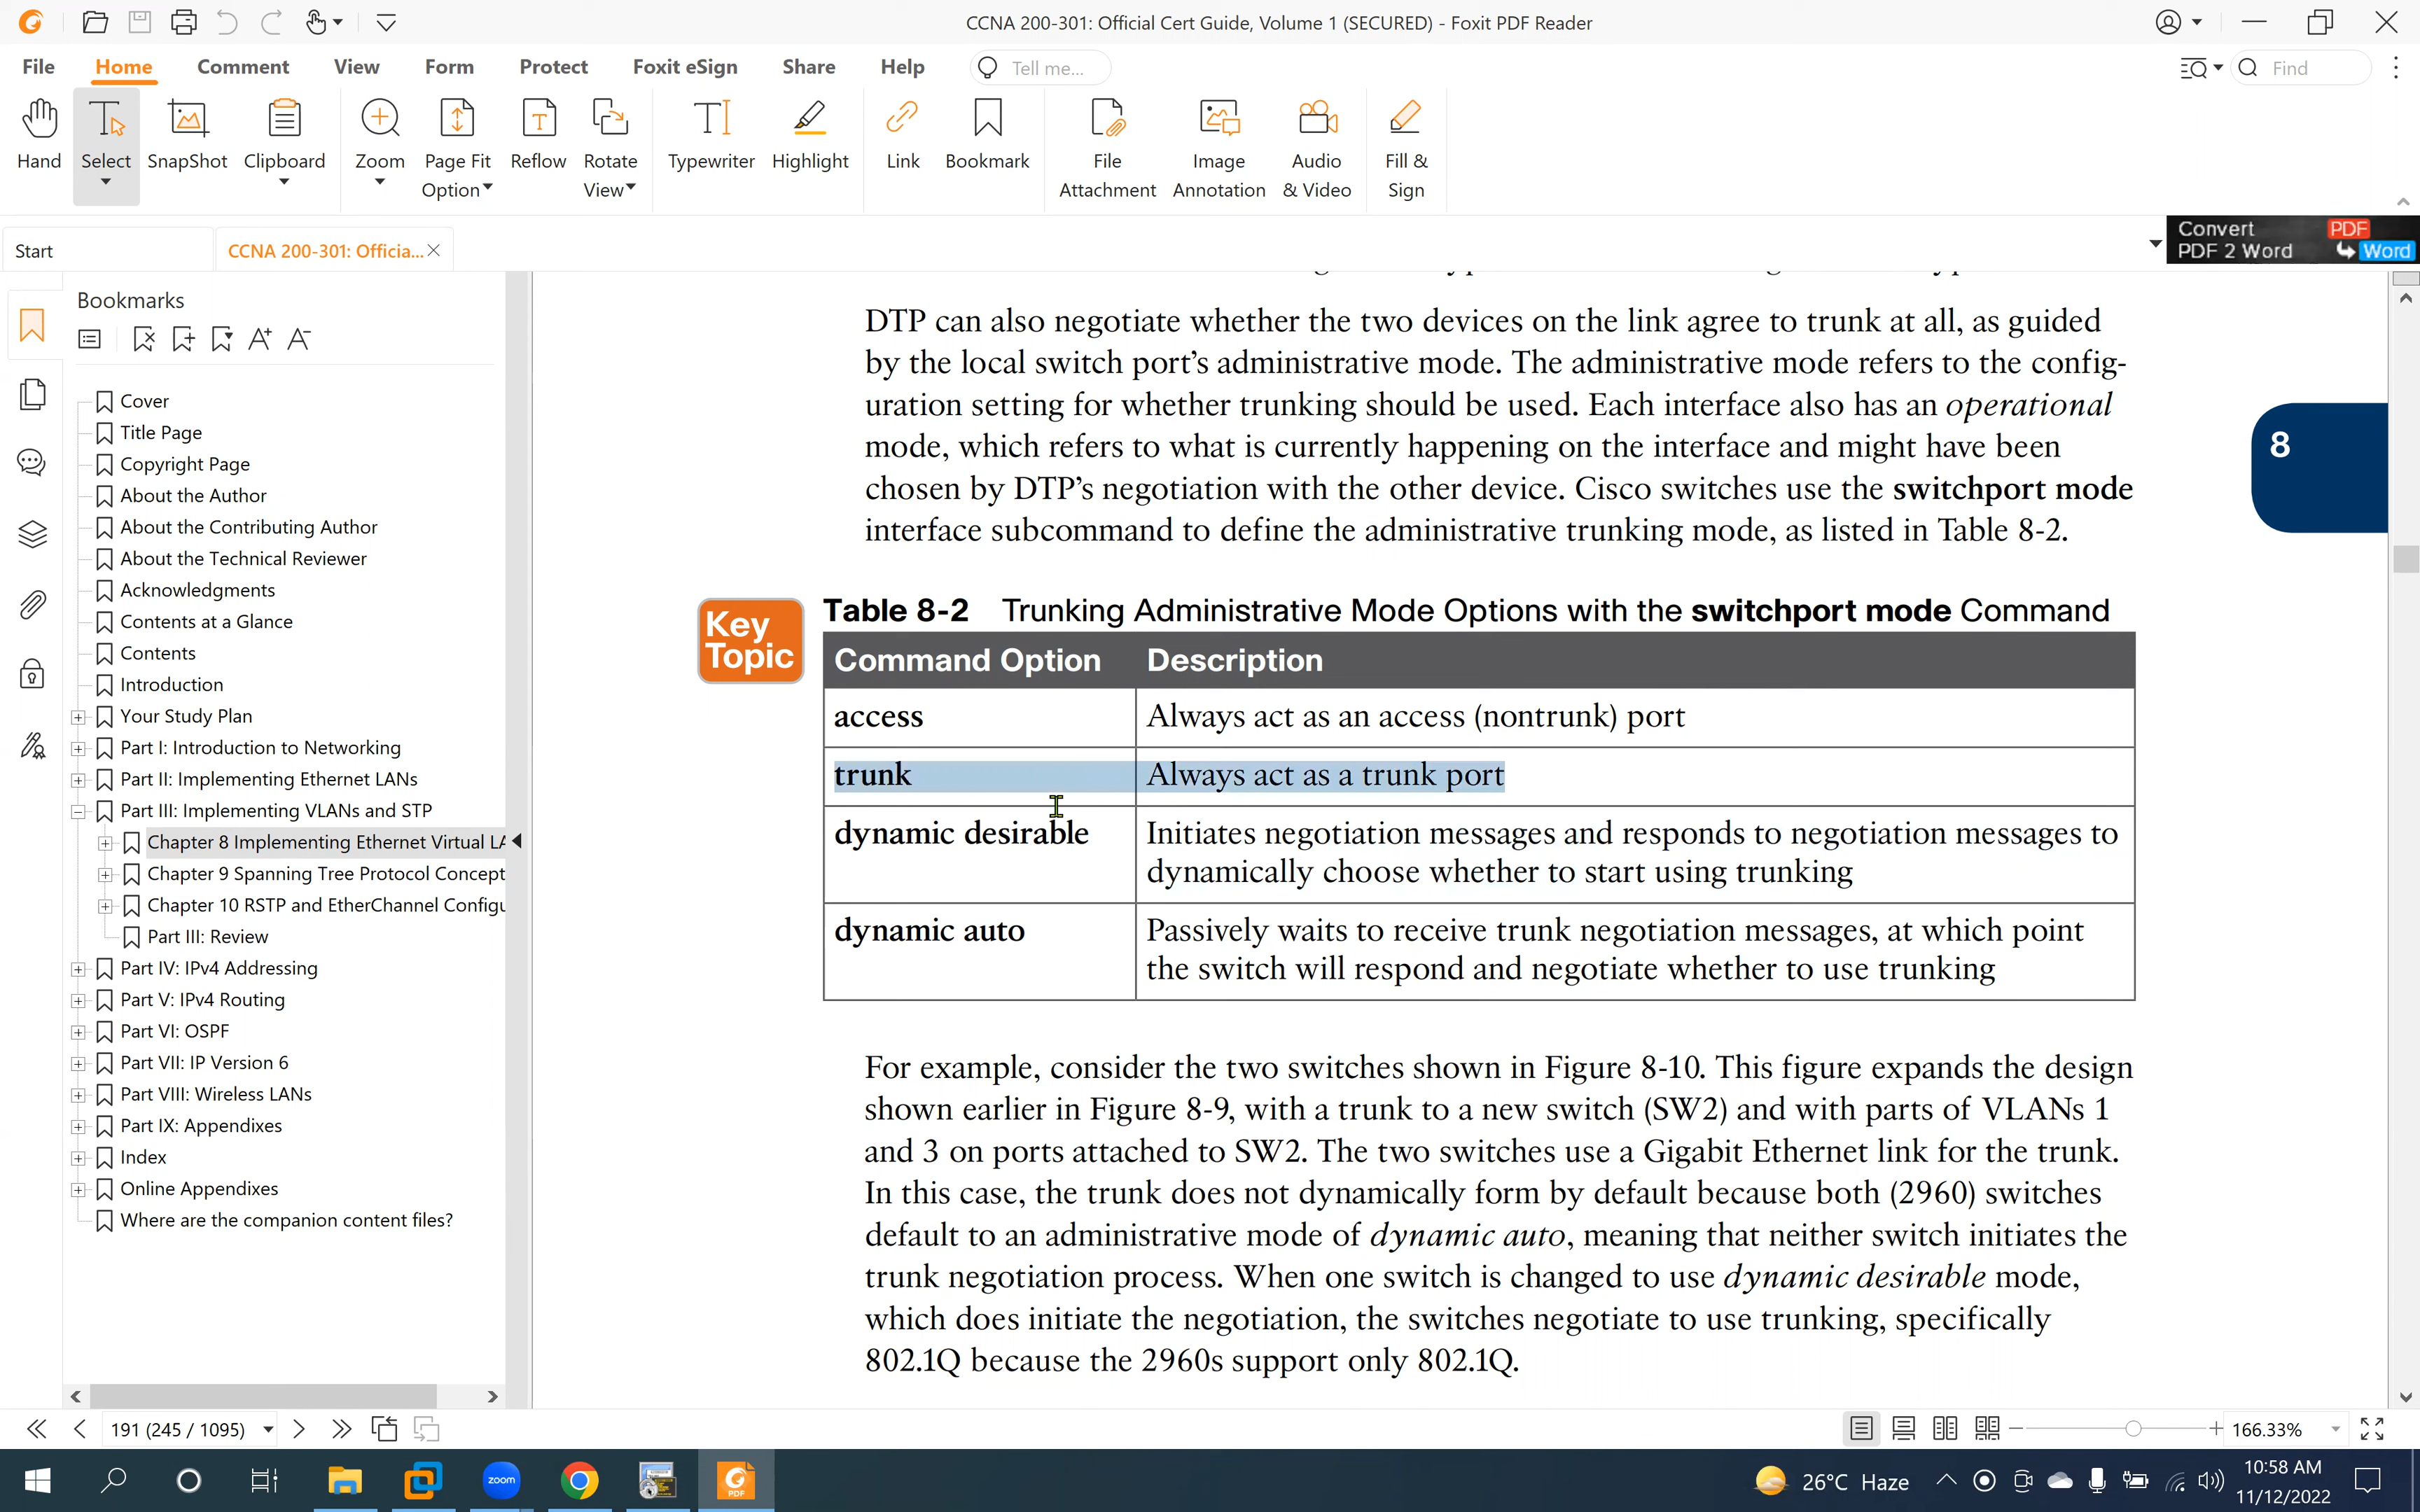 CCNA 200-301: Official Cert Guide, Volume 1 (SECURED) - Foxit PDF Reader
File Home Comment View Form Protect Foxit eSign Share Help Tell me... Find
Hand Select SnapShot Clipboard Zoom Page Fit Option Reflow Rotate View Typewriter Highlight Link Bookmark File Attachment Image Annotation Audio & Video Fill & Sign
Start CCNA 200-301: Officia...
Convert PDF
PDF 2 Word Word
Bookmarks
Cover
Title Page
Copyright Page
About the Author
About the Contributing Author
About the Technical Reviewer
Acknowledgments
Contents at a Glance
Contents
Introduction
Your Study Plan
Part I: Introduction to Networking
Part II: Implementing Ethernet LANs
Part III: Implementing VLANs and STP
Chapter 8 Implementing Ethernet Virtual LA
Chapter 9 Spanning Tree Protocol Concept
Chapter 10 RSTP and EtherChannel Configu
Part III: Review
Part IV: IPv4 Addressing
Part V: IPv4 Routing
Part VI: OSPF
Part VII: IP Version 6
Part VIII: Wireless LANs
Part IX: Appendixes
Index
Online Appendixes
Where are the companion content files?
DTP can also negotiate whether the two devices on the link agree to trunk at all, as guided
by the local switch port's administrative mode. The administrative mode refers to the config-
uration setting for whether trunking should be used. Each interface also has an operational
mode, which refers to what is currently happening on the interface and might have been
chosen by DTP's negotiation with the other device. Cisco switches use the switchport mode
interface subcommand to define the administrative trunking mode, as listed in Table 8-2.
8
Key
Topic
Table 8-2 Trunking Administrative Mode Options with the switchport mode Command
Command Option Description
access Always act as an access (nontrunk) port
trunk Always act as a trunk port
dynamic desirable Initiates negotiation messages and responds to negotiation messages to
dynamically choose whether to start using trunking
dynamic auto Passively waits to receive trunk negotiation messages, at which point
the switch will respond and negotiate whether to use trunking
For example, consider the two switches shown in Figure 8-10. This figure expands the design
shown earlier in Figure 8-9, with a trunk to a new switch (SW2) and with parts of VLANs 1
and 3 on ports attached to SW2. The two switches use a Gigabit Ethernet link for the trunk.
In this case, the trunk does not dynamically form by default because both (2960) switches
default to an administrative mode of dynamic auto, meaning that neither switch initiates the
trunk negotiation process. When one switch is changed to use dynamic desirable mode,
which does initiate the negotiation, the switches negotiate to use trunking, specifically
802.1Q because the 2960s support only 802.1Q.
191 (245 / 1095) 166.33%
zoom PDF 26°C Haze 10:58 AM
11/12/2022